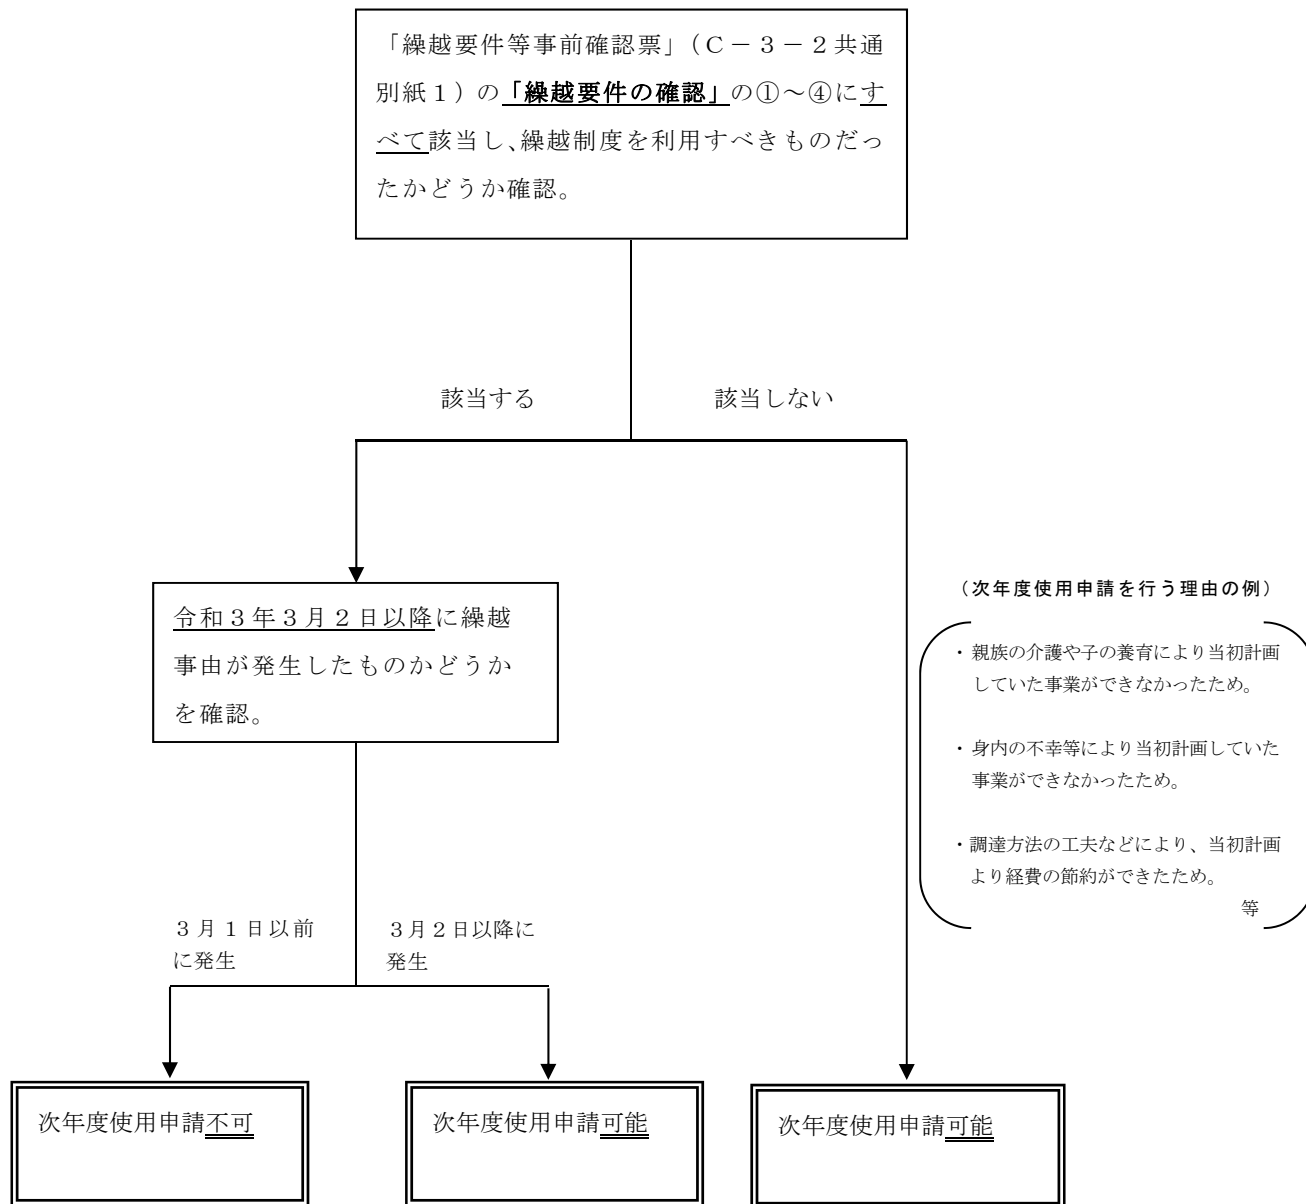 「繰越要件等事前確認票」（Ｃ－３－２共通
別紙１）の「繰越要件の確認」の①～④にす
べて該当し、繰越制度を利用すべきものだっ
たかどうか確認。
該当する
該当しない
令和３年３月２日以降に繰越
事由が発生したものかどうか
を確認。
（次年度使用申請を行う理由の例）
・親族の介護や子の養育により当初計画
していた事業ができなかったため。
・身内の不幸等により当初計画していた
事業ができなかったため。
・調達方法の工夫などにより、当初計画
より経費の節約ができたため。
等
３月１日以前
に発生
３月２日以降に
発生
次年度使用申請不可
次年度使用申請可能
次年度使用申請可能